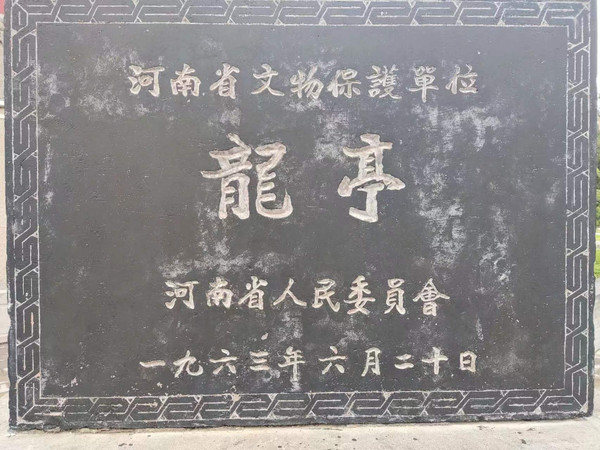 河南省文物保護單位
龍亭
河南省人民委員會
一九六三年六月二十日